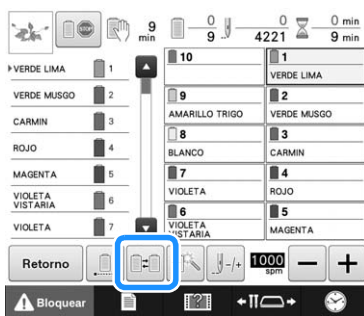 9 min
0
9
0
4221
0 min
9 min
VERDE LIMA 1
VERDE MUSGO 2
CARMIN 3
ROJO 4
MAGENTA 5
VIOLETA
VISTARIA 6
VIOLETA 7
10
1
VERDE LIMA
9
AMARILLO TRIGO
2
VERDE MUSGO
8
BLANCO
3
CARMIN
7
VIOLETA
4
ROJO
6
VIOLETA
VISTARIA
5
MAGENTA
Retorno
-/+
1000
spm
- +
Bloquear
?